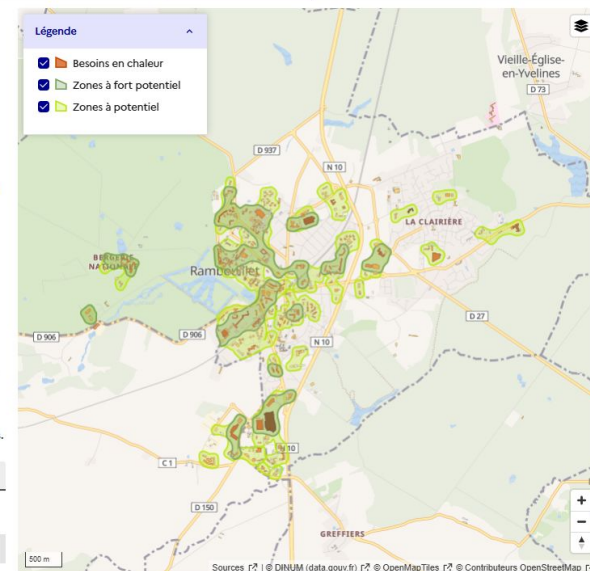 Légende
Besoins en chaleur
Zones à fort potentiel
Zones à potentiel
Vieille-Église-
en-Yvelines
D 73
D 937
N 10
LA CLAIRIÈRE
BERGERIE
NATIONALE
Rambouillet
D 27
D 906
D 906
N 10
N 10
C 1
D 150
GREFFIERS
500 m
Sources | © DINUM (data.gouv.fr) © OpenMapTiles © Contributeurs OpenStreetMap